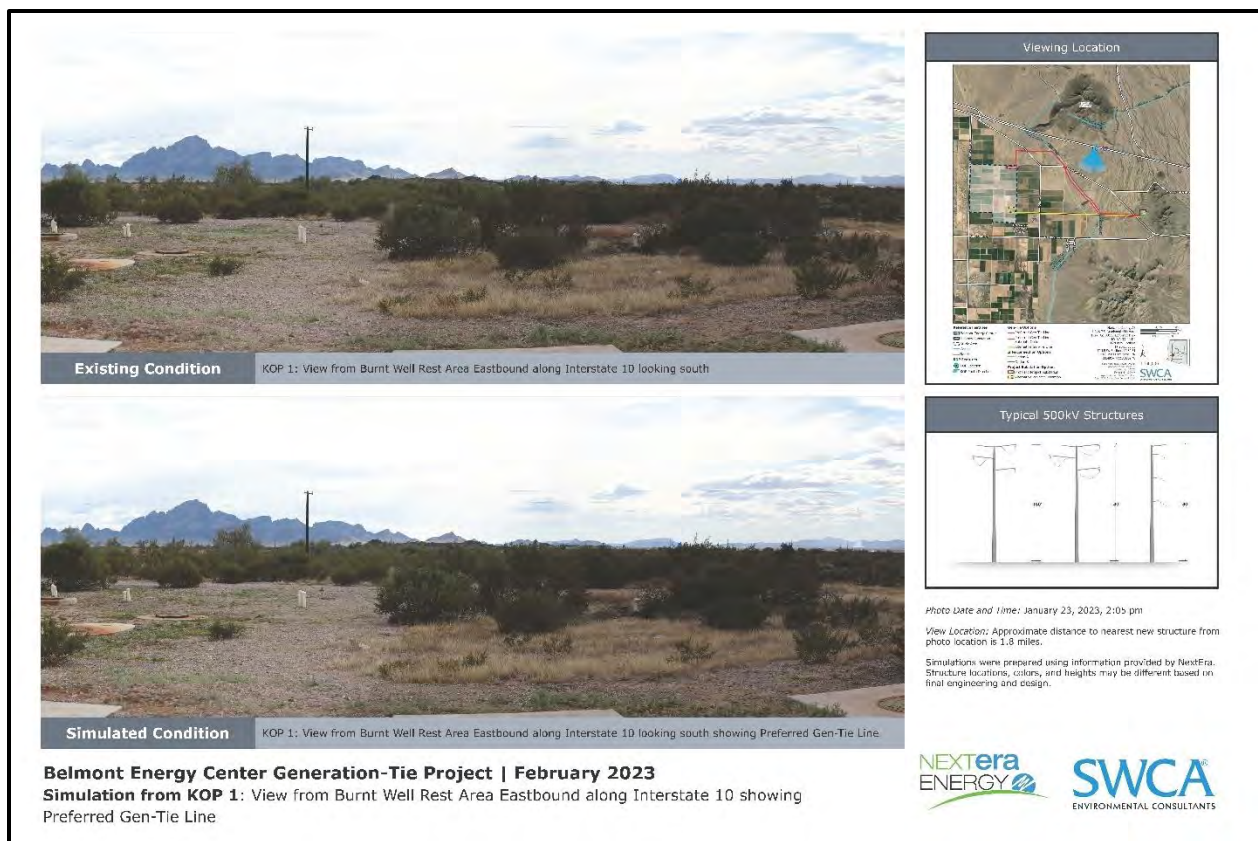 Existing Condition
KOP 1: View from Burnt Well Rest Area Eastbound along Interstate 10 looking south
Simulated Condition
KOP 1: View from Burnt Well Rest Area Eastbound along Interstate 10 looking south showing Preferred Gen-Tie Line
Belmont Energy Center Generation-Tie Project | February 2023
Simulation from KOP 1: View from Burnt Well Rest Area Eastbound along Interstate 10 showing
Preferred Gen-Tie Line
Viewing Location
SWCA
Typical 500kV Structures
Photo Date and Time: January 23, 2023, 2:05 pm
View Location: Approximate distance to nearest new structure from
photo location is 1.8 miles.
Simulations were prepared using information provided by NextEra.
Structure locations, colors, and heights may be different based on
final engineering and design.
NEXTera
ENERGY
SWCA®
ENVIRONMENTAL CONSULTANTS